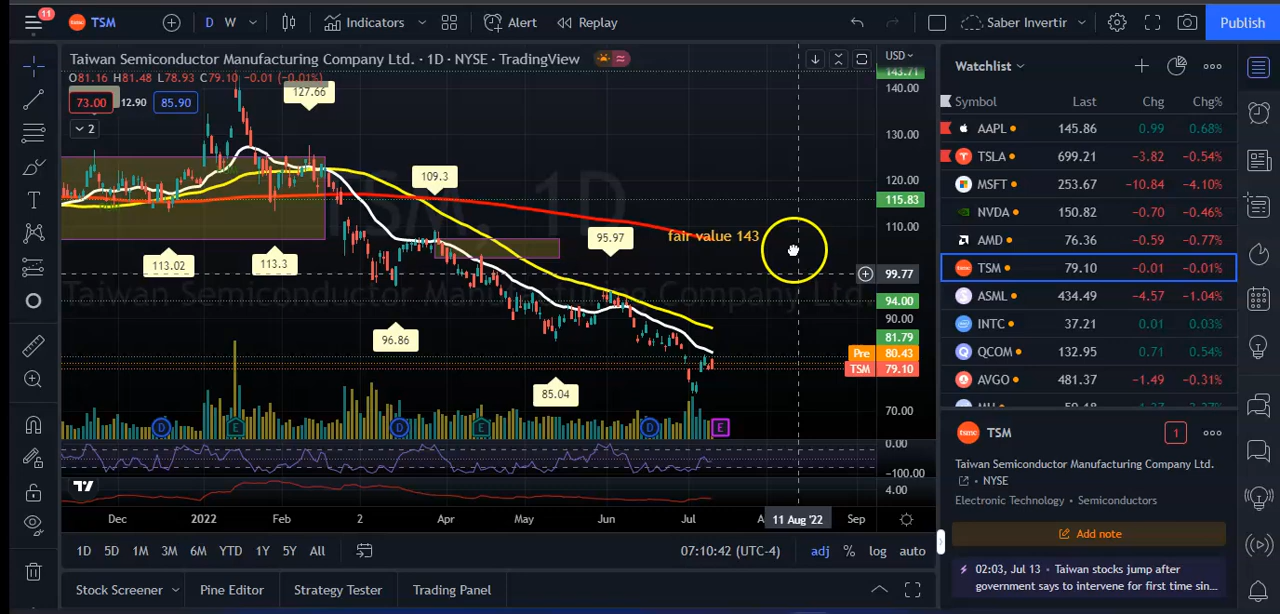 11
TSM
D W
Indicators
Alert
Replay
Saber Invertir
Publish
Taiwan Semiconductor Manufacturing Company Ltd. · 1D · NYSE · TradingView
O81.16 H81.48 L78.93 C79.10 −0.01 (−0.01%)
73.00 12.90 85.90
2
USD
143.71
140.00
130.00
120.00
115.83
110.00
99.77
94.00
90.00
81.79
Pre 80.43
TSM 79.10
70.00
0.00
−100.00
4.00
127.66
109.3
95.97
fair value 143
113.02
113.3
96.86
85.04
Taiwan Semiconductor Manufacturing Company Ltd
D E D E D E
Dec 2022 Feb 2 Apr May Jun Jul A 11 Aug '22 Sep
1D 5D 1M 3M 6M YTD 1Y 5Y All
07:10:42 (UTC-4)
adj % log auto
Stock Screener
Pine Editor
Strategy Tester
Trading Panel
Watchlist
Symbol Last Chg Chg%
AAPL 145.86 0.99 0.68%
TSLA 699.21 −3.82 −0.54%
MSFT 253.67 −10.84 −4.10%
NVDA 150.82 −0.70 −0.46%
AMD 76.36 −0.59 −0.77%
TSM 79.10 −0.01 −0.01%
ASML 434.49 −4.57 −1.04%
INTC 37.21 0.01 0.03%
QCOM 132.95 0.71 0.54%
AVGO 481.37 −1.49 −0.31%
tsmc TSM
1
Taiwan Semiconductor Manufacturing Company Ltd.
• NYSE
Electronic Technology • Semiconductors
Add note
02:03, Jul 13 • Taiwan stocks jump after
government says to intervene for first time sin...